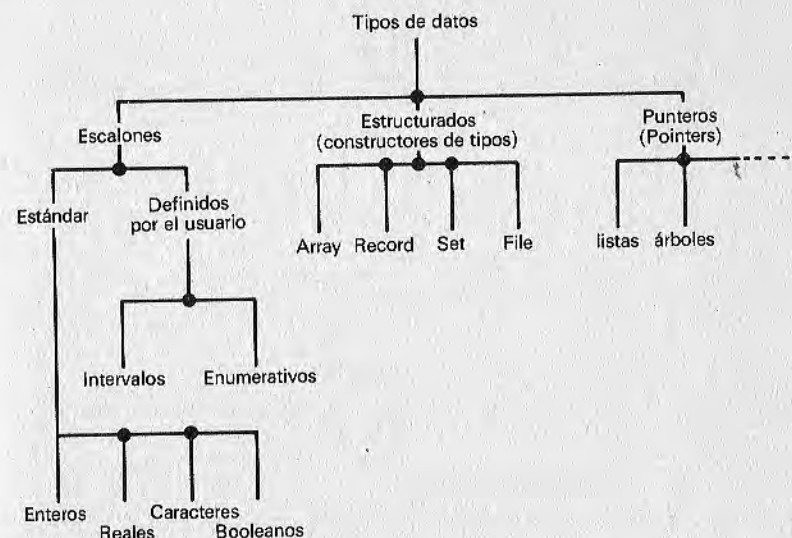 Tipos de datos
Escalones
Estructurados
(constructores de tipos)
Punteros
(Pointers)
Estándar
Definidos
por el usuario
Array Record Set File
listas árboles
Intervalos Enumerativos
Enteros
Reales
Caracteres
Booleanos